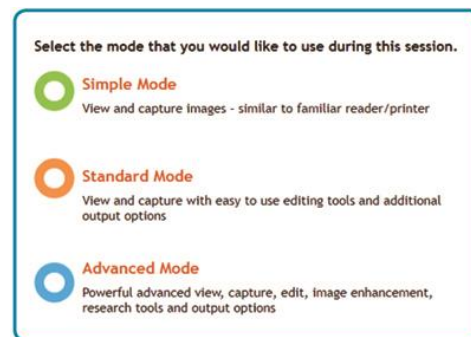 Select the mode that you would like to use during this session.
Simple Mode
View and capture images - similar to familiar reader/printer
Standard Mode
View and capture with easy to use editing tools and additional
output options
Advanced Mode
Powerful advanced view, capture, edit, image enhancement,
research tools and output options